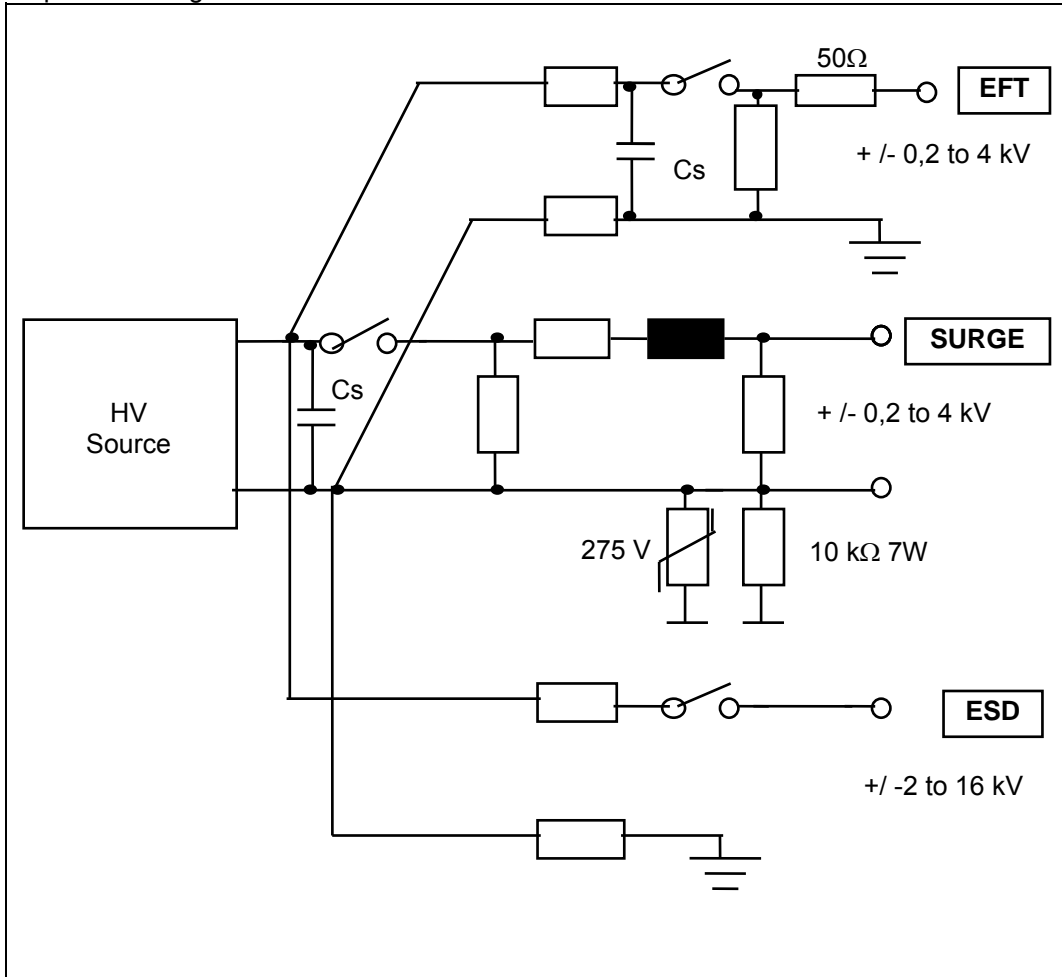 50Ω
EFT
+ /- 0,2 to 4 kV
Cs
SURGE
Cs
+ /- 0,2 to 4 kV
HV
Source
275 V
10 kΩ 7W
ESD
+/ -2 to 16 kV